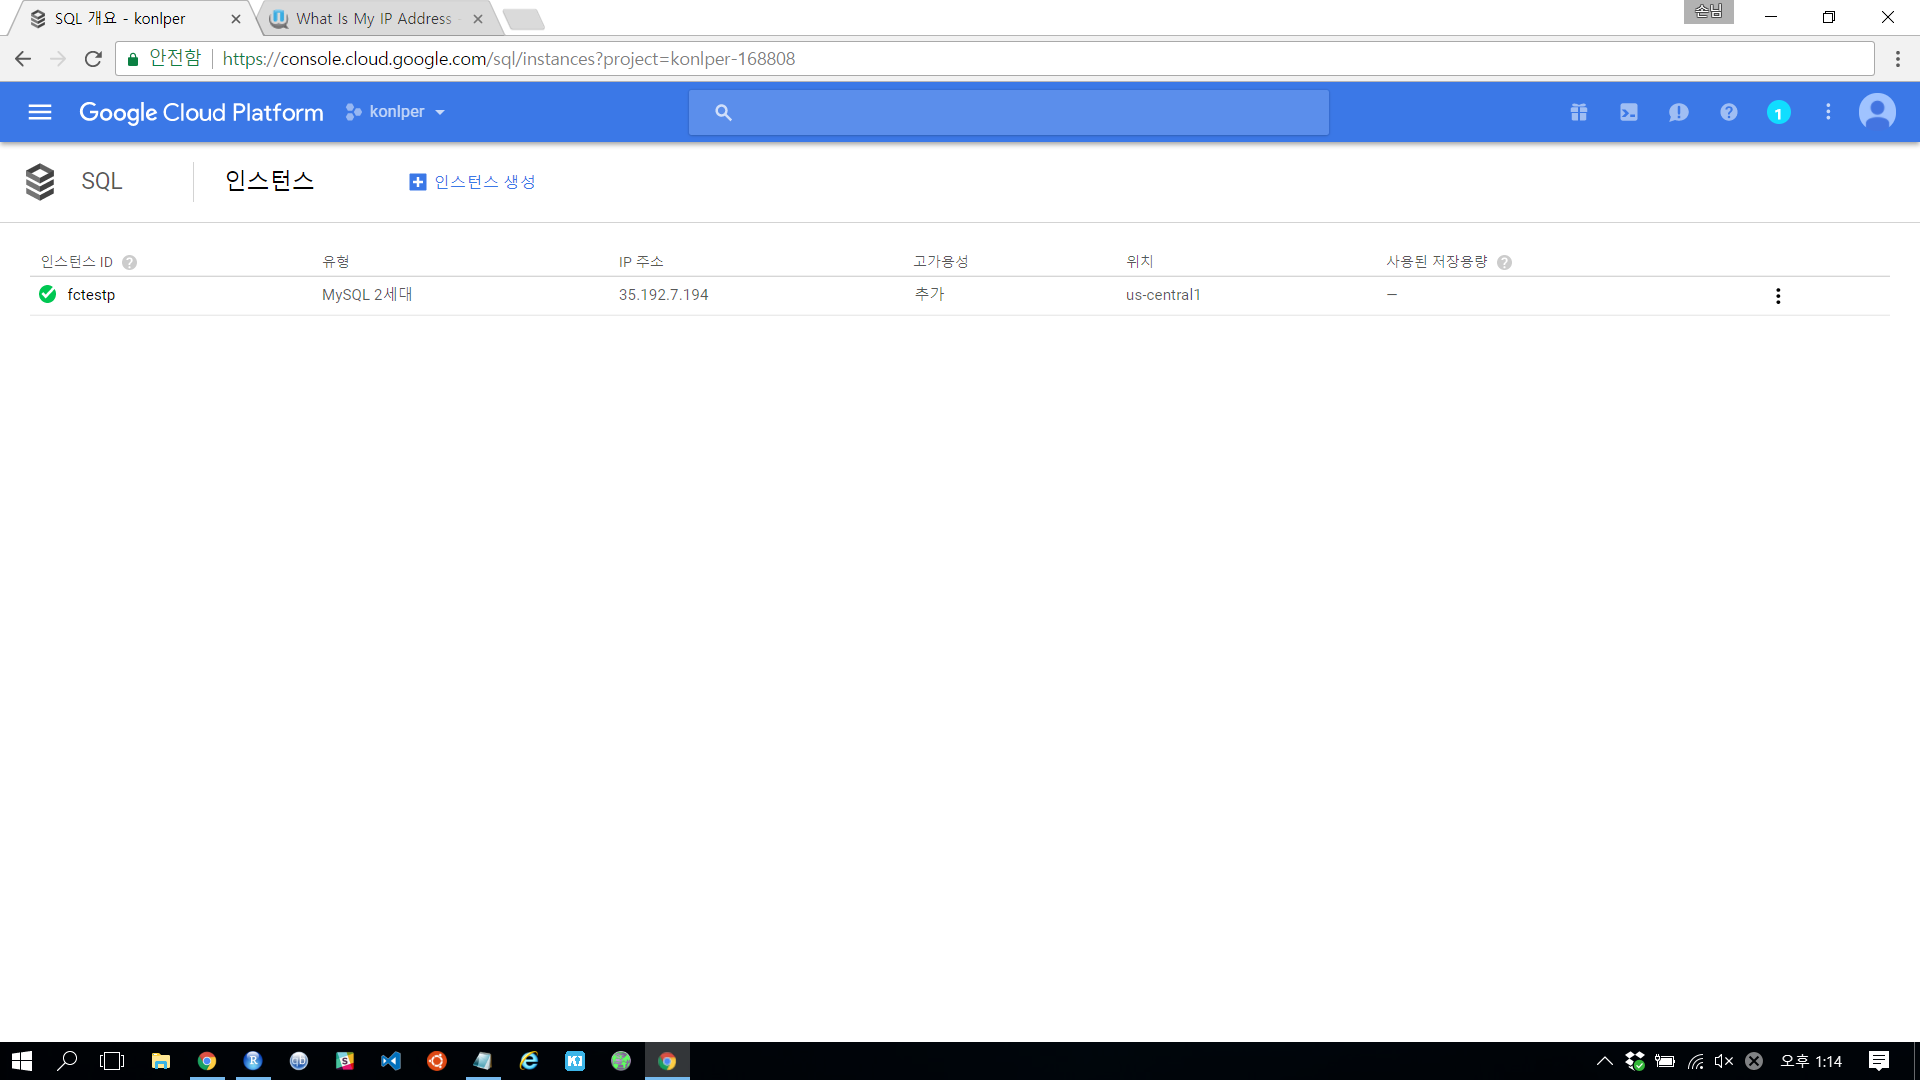 SQL 개요 - konlper
What Is My IP Address
손님
안전함
https://console.cloud.google.com/sql/instances?project=konlper-168808
Google Cloud Platform
konlper
1
SQL
인스턴스
인스턴스 생성
인스턴스 ID 유형 IP 주소 고가용성 위치 사용된 저장용량
fctestp MySQL 2세대 35.192.7.194 추가 us-central1 —
오후 1:14